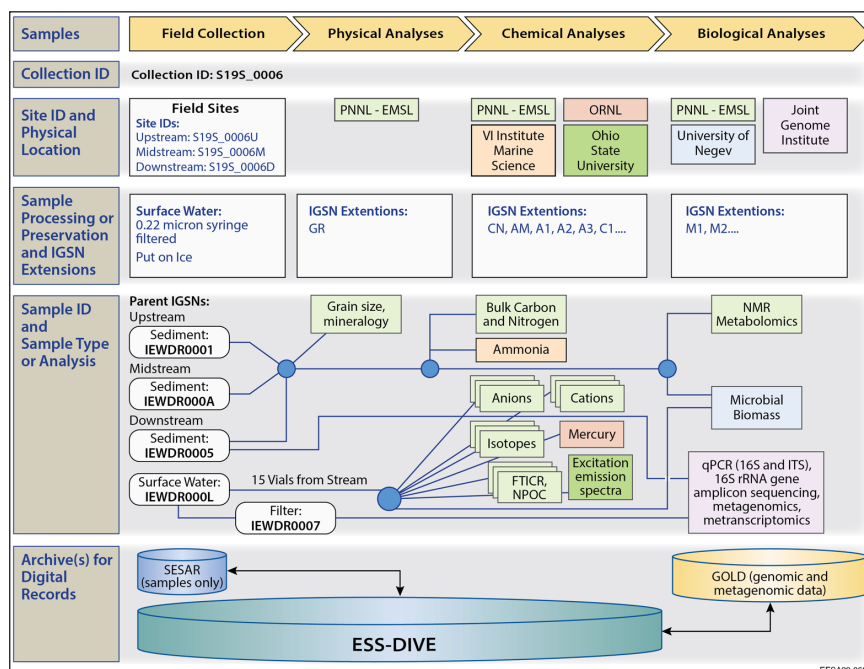 Samples
Field Collection
Physical Analyses
Chemical Analyses
Biological Analyses
Collection ID
Collection ID: S19S_0006
Site ID and
Physical
Location
Field Sites
Site IDs:
Upstream: S19S_0006U
Midstream: S19S_0006M
Downstream: S19S_0006D
PNNL - EMSL
PNNL - EMSL
ORNL
VI Institute
Marine
Science
Ohio
State
University
PNNL - EMSL
University of
Negev
Joint
Genome
Institute
Sample
Processing or
Preservation
and IGSN
Extensions
Surface Water:
0.22 micron syringe
filtered
Put on Ice
IGSN Extentions:
GR
IGSN Extentions:
CN, AM, A1, A2, A3, C1....
IGSN Extentions:
M1, M2....
Sample ID
and
Sample Type
or Analysis
Parent IGSNs:
Upstream
Sediment:
IEWDR0001
Midstream
Sediment:
IEWDR000A
Downstream
Sediment:
IEWDR0005
Surface Water:
IEWDR000L
15 Vials from Stream
Filter:
IEWDR0007
Grain size,
mineralogy
Bulk Carbon
and Nitrogen
Ammonia
Anions
Cations
Isotopes
Mercury
FTICR,
NPOC
Excitation
emission
spectra
NMR
Metabolomics
Microbial
Biomass
qPCR (16S and ITS),
16S rRNA gene
amplicon sequencing,
metagenomics,
metranscriptomics
Archive(s) for
Digital
Records
SESAR
(samples only)
ESS-DIVE
GOLD (genomic and
metagenomic data)